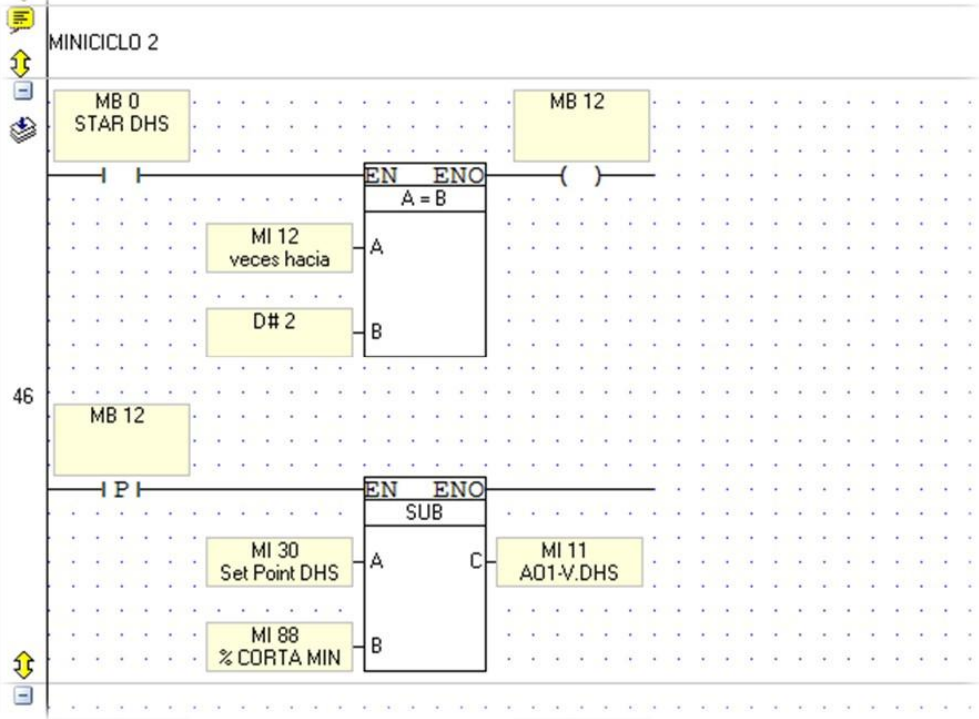 MINICICLO 2
MB 0
STAR DHS
MB 12
EN ENO
A = B
MI 12
veces hacia
A
D# 2
B
46
MB 12
P
EN ENO
SUB
MI 30
Set Point DHS
A
C
MI 11
AO1-V.DHS
MI 88
% CORTA MIN
B